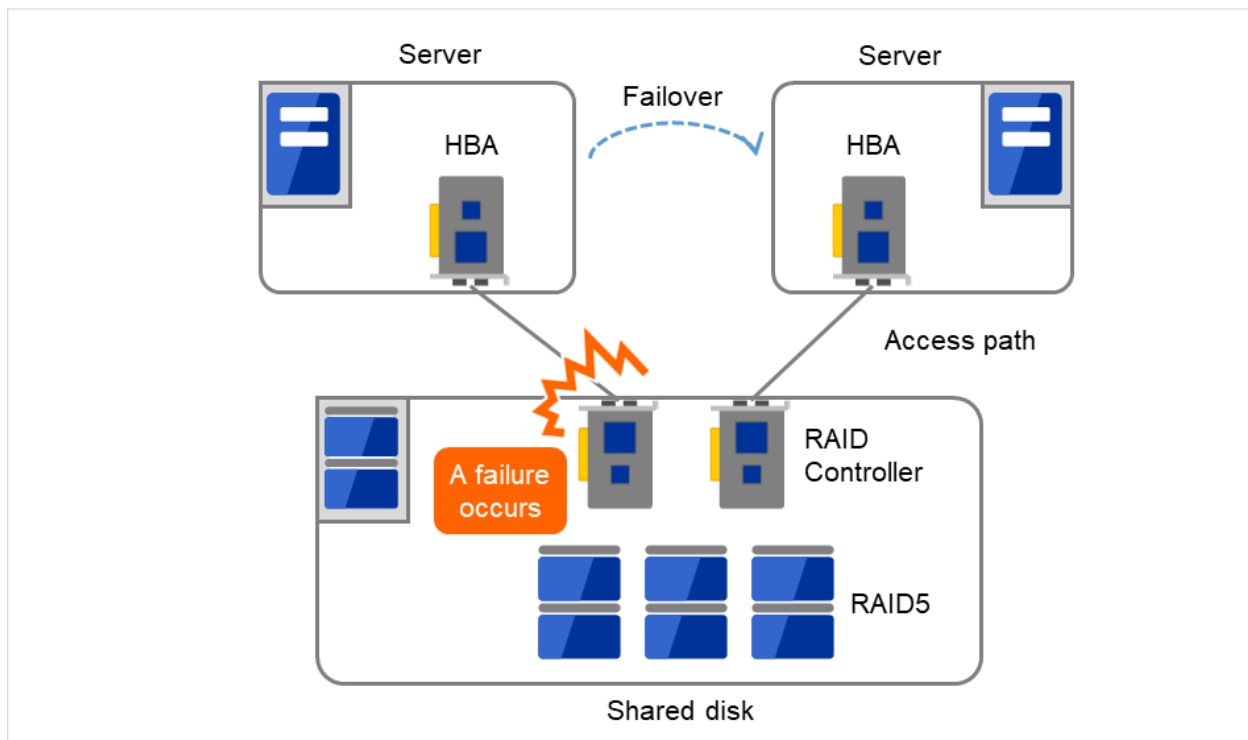 Server
Server
Failover
HBA
HBA
Access path
A failure
occurs
RAID
Controller
RAID5
Shared disk